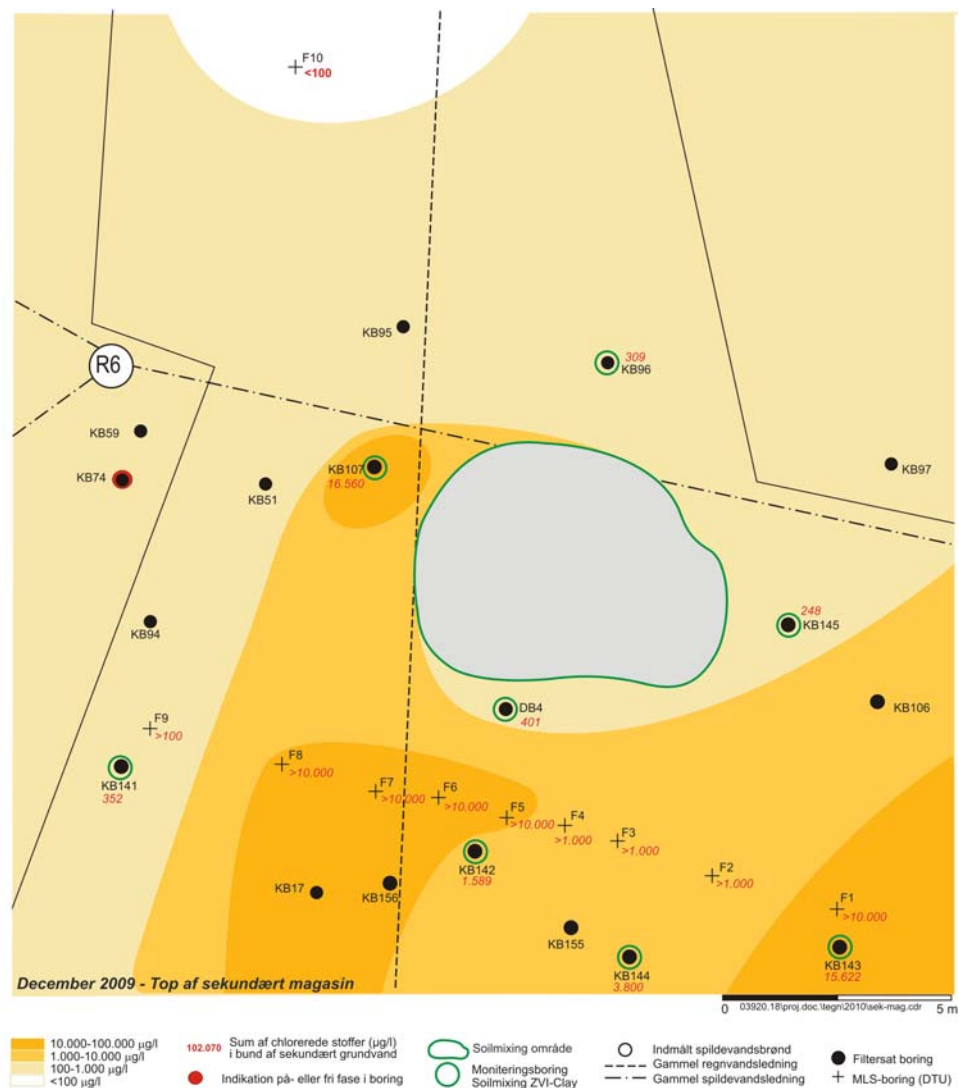 F10
<100
KB95
309
KB96
R6
KB59
KB74
KB51
KB107
16.560
KB97
KB94
248
KB145
DB4
401
KB106
F9
>100
KB141
352
F8
>10.000
F7
>10.000
F6
>10.000
F5
>10.000
F4
>1.000
F3
>1.000
F2
>1.000
F1
>10.000
KB142
1.589
KB17
KB156
KB155
KB144
3.800
KB143
15.622
December 2009 - Top af sekundært magasin
03920.18\proj.doc.\tegn\2010\sek-mag.cdr
0 5 m
10.000-100.000 µg/l
1.000-10.000 µg/l
100-1.000 µg/l
<100 µg/l
102.070 Sum af chlorerede stoffer (µg/l)
i bund af sekundært grundvand
Indikation på- eller fri fase i boring
Soilmixing område
Moniteringsboring
Soilmixing ZVI-Clay
Indmålt spildevandsbrønd
Gammel regnvandsledning
Gammel spildevandsledning
Filtersat boring
MLS-boring (DTU)